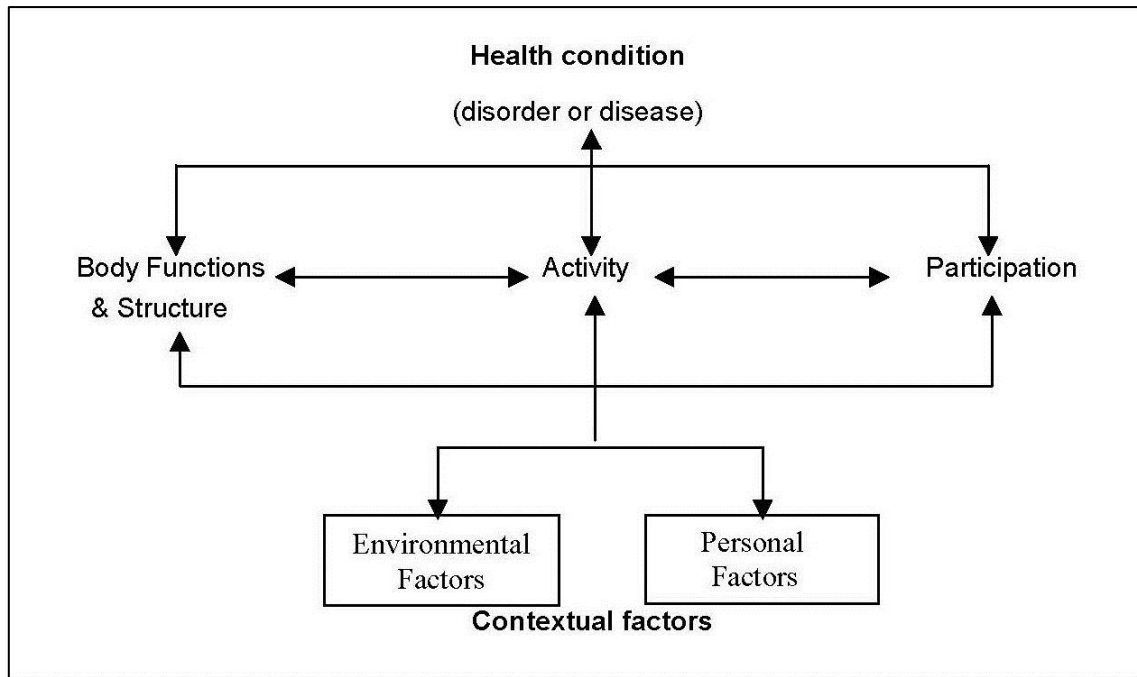 Health condition
(disorder or disease)
Body Functions
& Structure
Activity
Participation
Environmental
Factors
Personal
Factors
Contextual factors